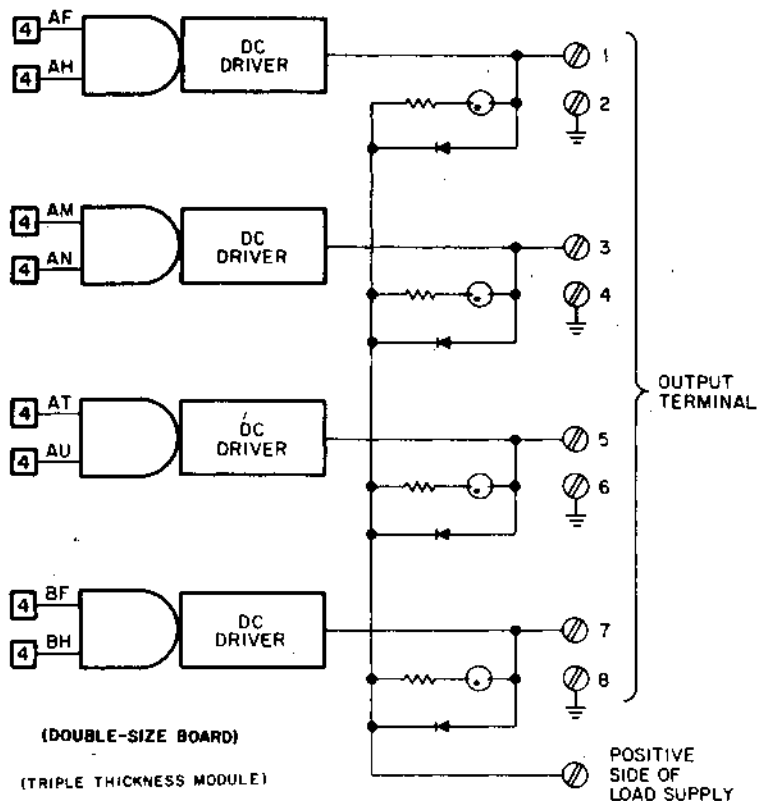 4 AF
4 AH
DC
DRIVER
1
2
4 AM
4 AN
DC
DRIVER
3
4
4 AT
4 AU
DC
DRIVER
5
6
4 BF
4 BH
DC
DRIVER
7
8
OUTPUT
TERMINAL
(DOUBLE-SIZE BOARD)
(TRIPLE THICKNESS MODULE)
POSITIVE
SIDE OF
LOAD SUPPLY